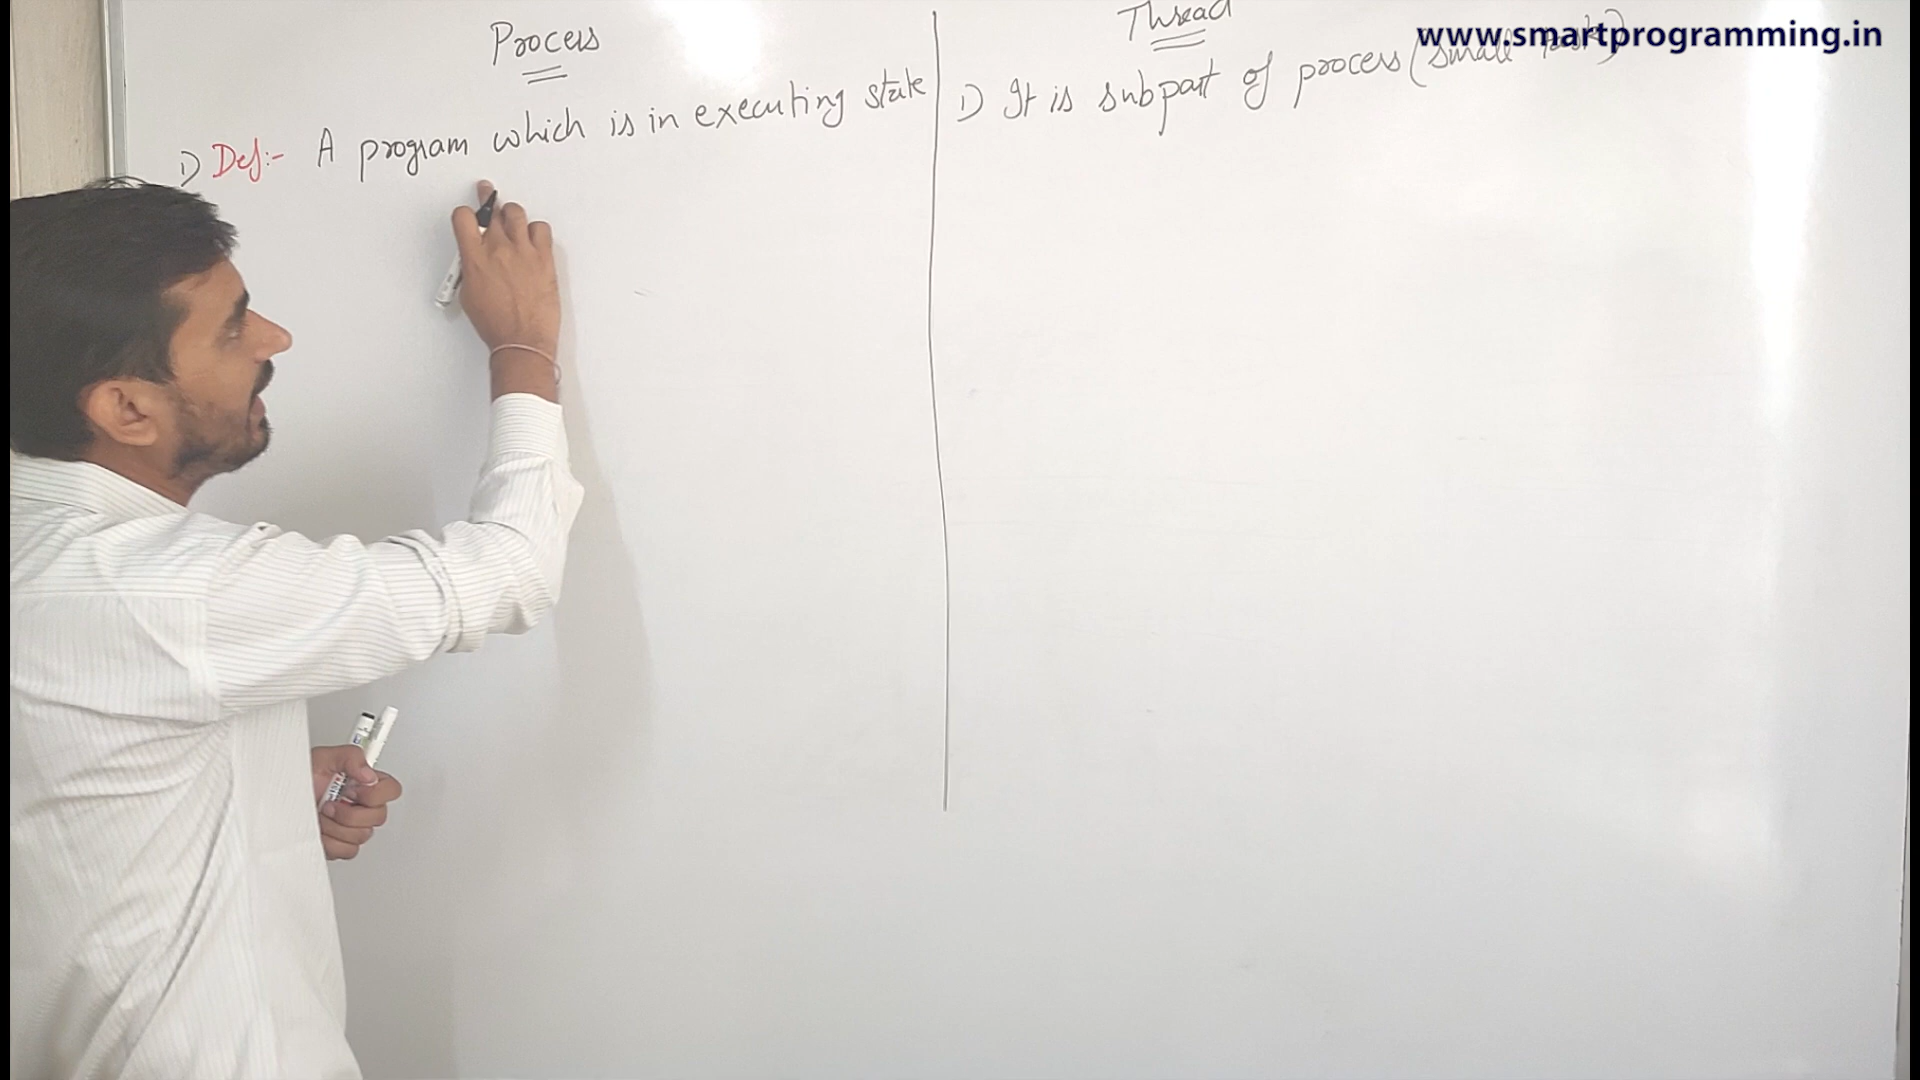 Process
1) Def:- A program which is in executing state
Thread
1) It is subpart of process (small task)
www.smartprogramming.in